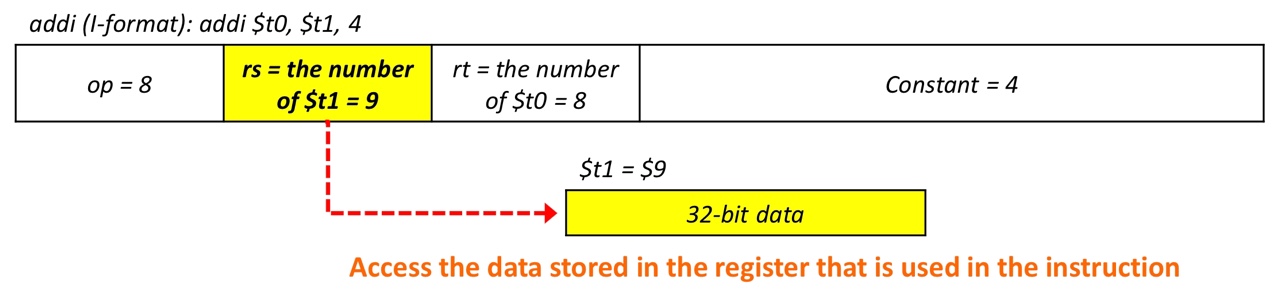 addi (I-format): addi $t0, $t1, 4
op = 8
rs = the number
of $t1 = 9
rt = the number
of $t0 = 8
Constant = 4
$t1 = $9
32-bit data
Access the data stored in the register that is used in the instruction